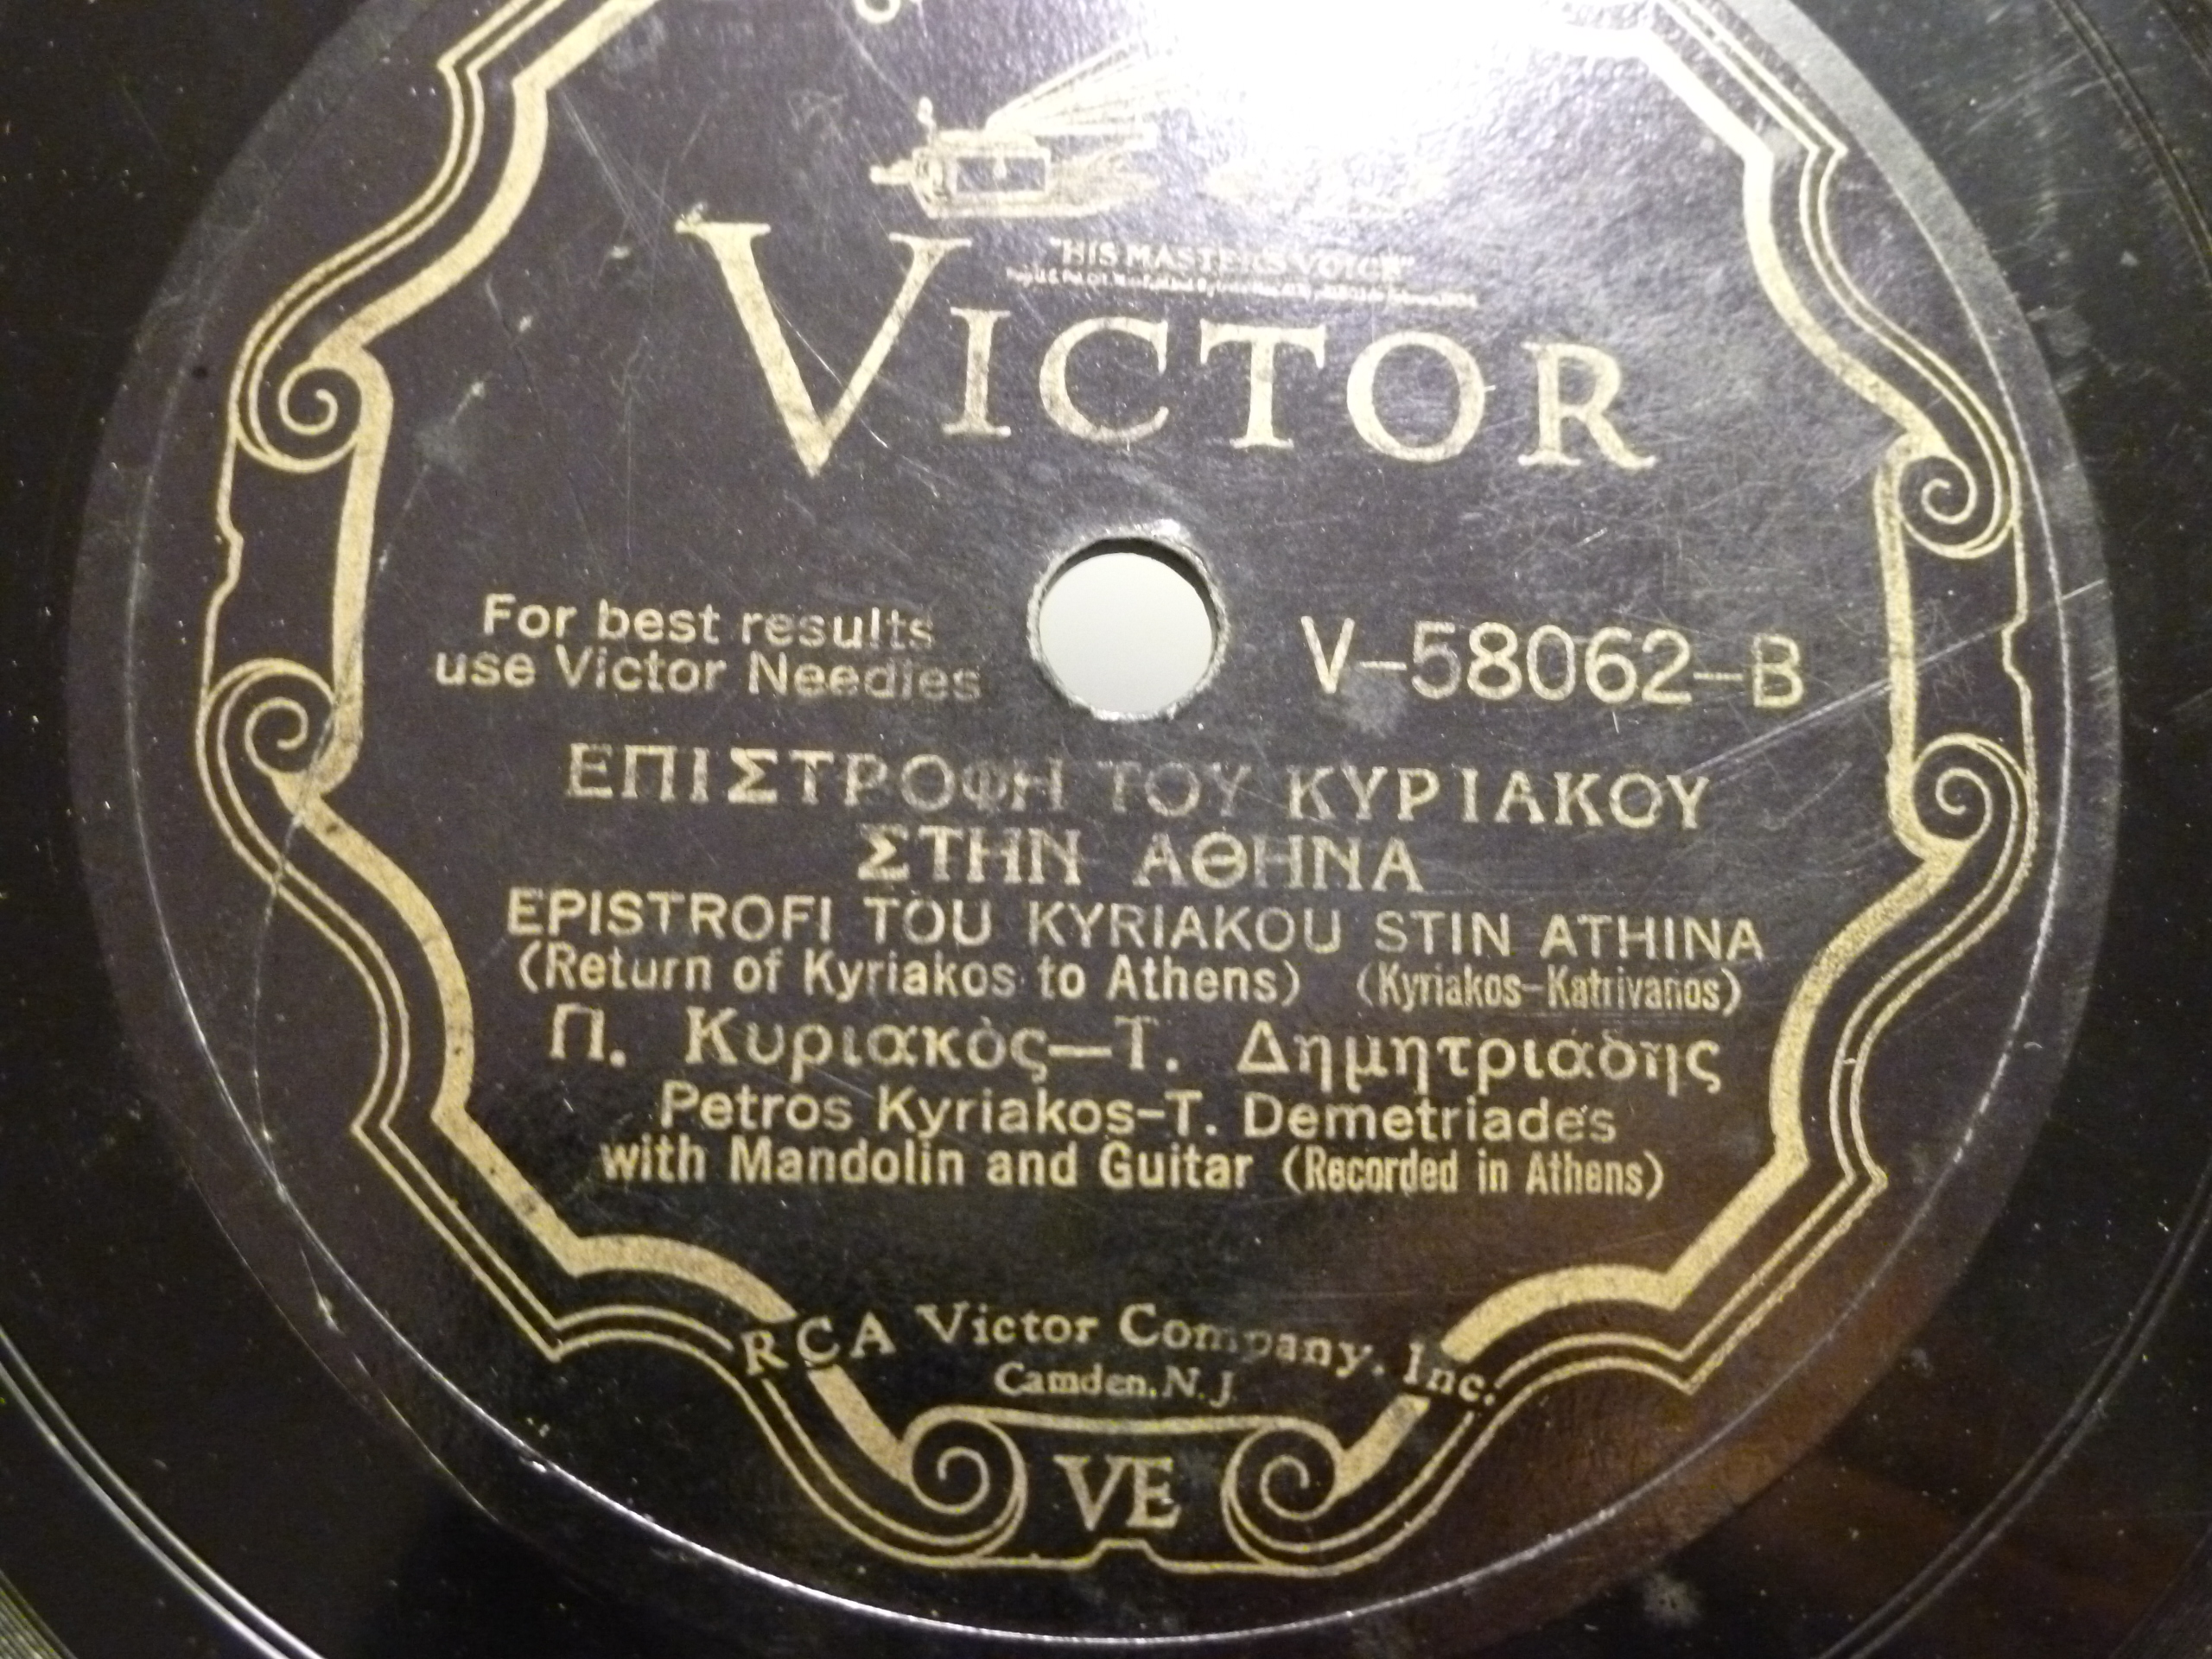 "HIS MASTER'S VOICE"
VICTOR
For best results
use Victor Needles
V-58062-B
ΕΠΙΣΤΡΟΦΗ ΤΟΥ ΚΥΡΙΑΚΟΥ
ΣΤΗΝ ΑΘΗΝΑ
EPISTROFI TOU KYRIAKOU STIN ATHINA
(Return of Kyriakos to Athens) (Kyriakos-Katrivanos)
Π. Κυριακὸς—Τ. Δημητριάδης
Petros Kyriakos-T. Demetriades
with Mandolin and Guitar (Recorded in Athens)
RCA Victor Company, Inc.
Camden, N. J.
VE